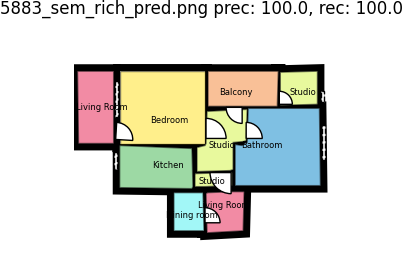 5883_sem_rich_pred.png prec: 100.0, rec: 100.0
Balcony
Studio
Living Room
Bedroom
Studio
Bathroom
Kitchen
Studio
Living Room
Dining room